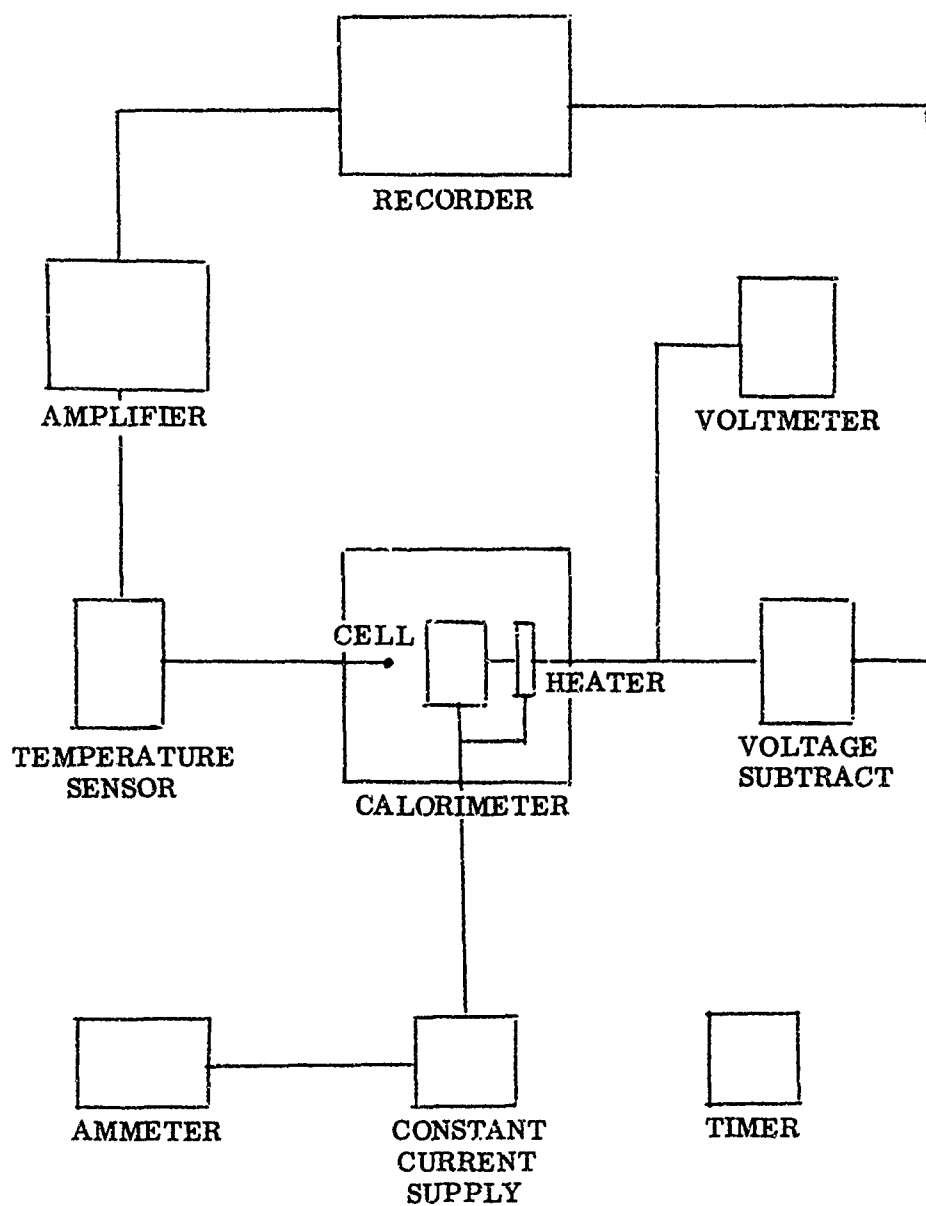 RECORDER
AMPLIFIER
VOLTMETER
CELL
HEATER
TEMPERATURE
SENSOR
VOLTAGE
SUBTRACT
CALORIMETER
AMMETER
CONSTANT
CURRENT
SUPPLY
TIMER